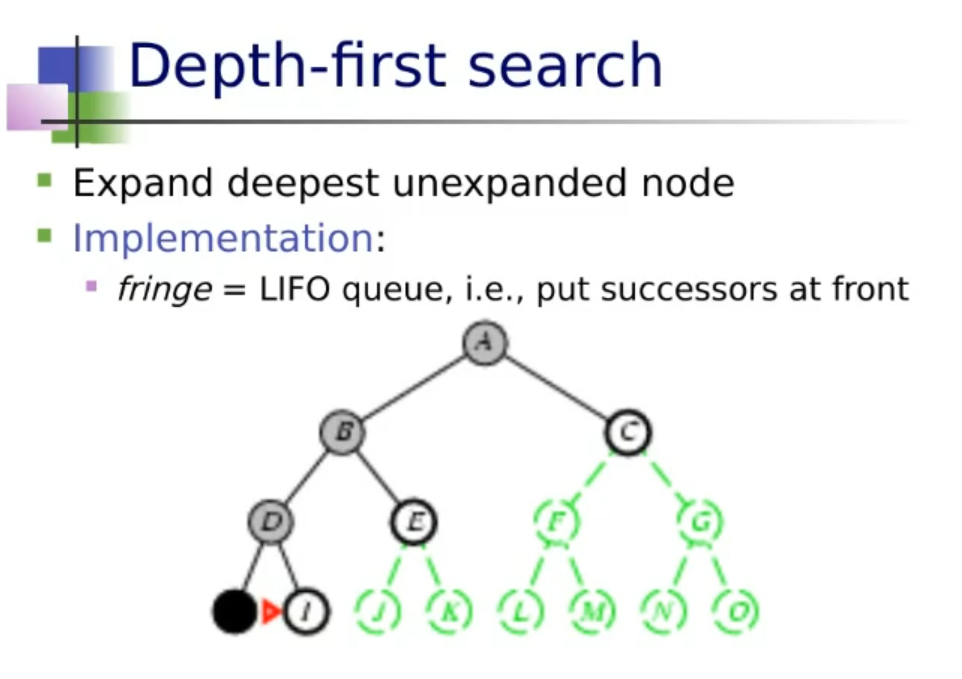 Depth-first search
Expand deepest unexpanded node
Implementation:
fringe = LIFO queue, i.e., put successors at front
A
B C
D E F G
I J K L M N O